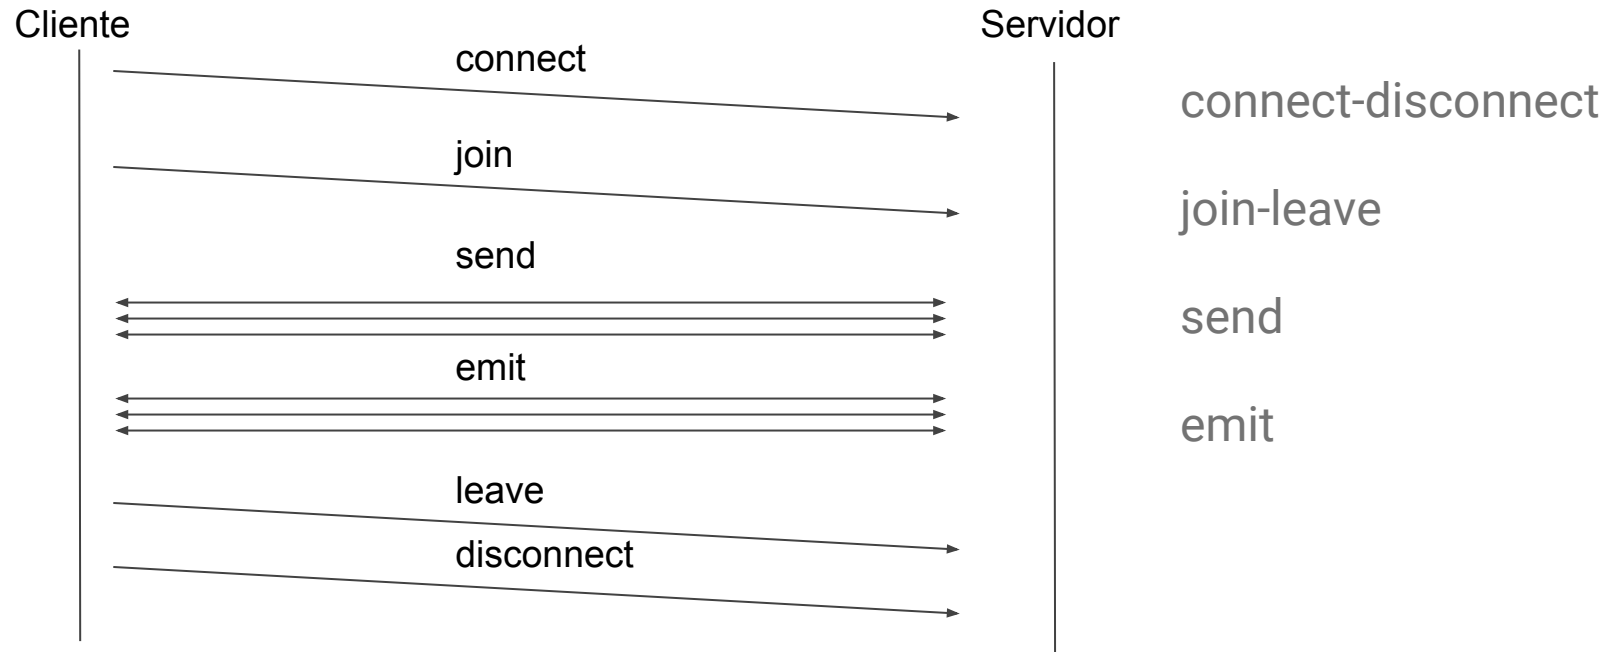 Cliente
Servidor
connect
join
send
emit
leave
disconnect
connect-disconnect
join-leave
send
emit